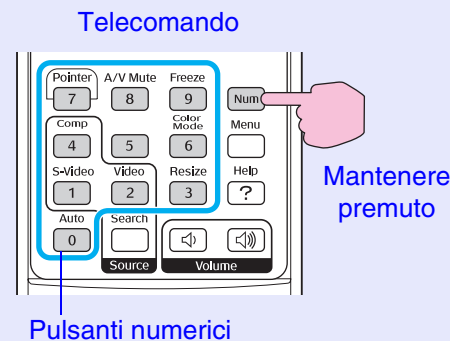 Telecomando
Pointer A/V Mute Freeze
7 8 9 Num
Comp Color Mode Menu
4 5 6
S-Video Video Resize Help
1 2 3 ?
Auto Search
0
Source Volume
Mantenere
premuto
Pulsanti numerici